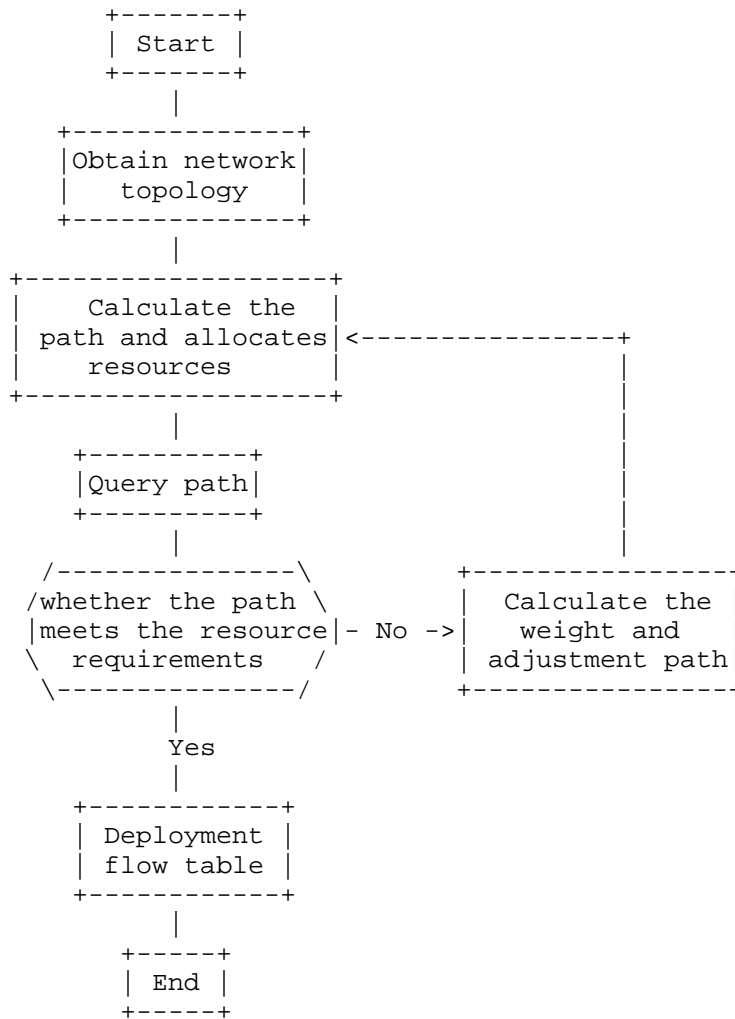 Start
Obtain network
topology
Calculate the
path and allocates
resources
Query path
whether the path
meets the resource
requirements
No
Calculate the
weight and
adjustment path
Yes
Deployment
flow table
End